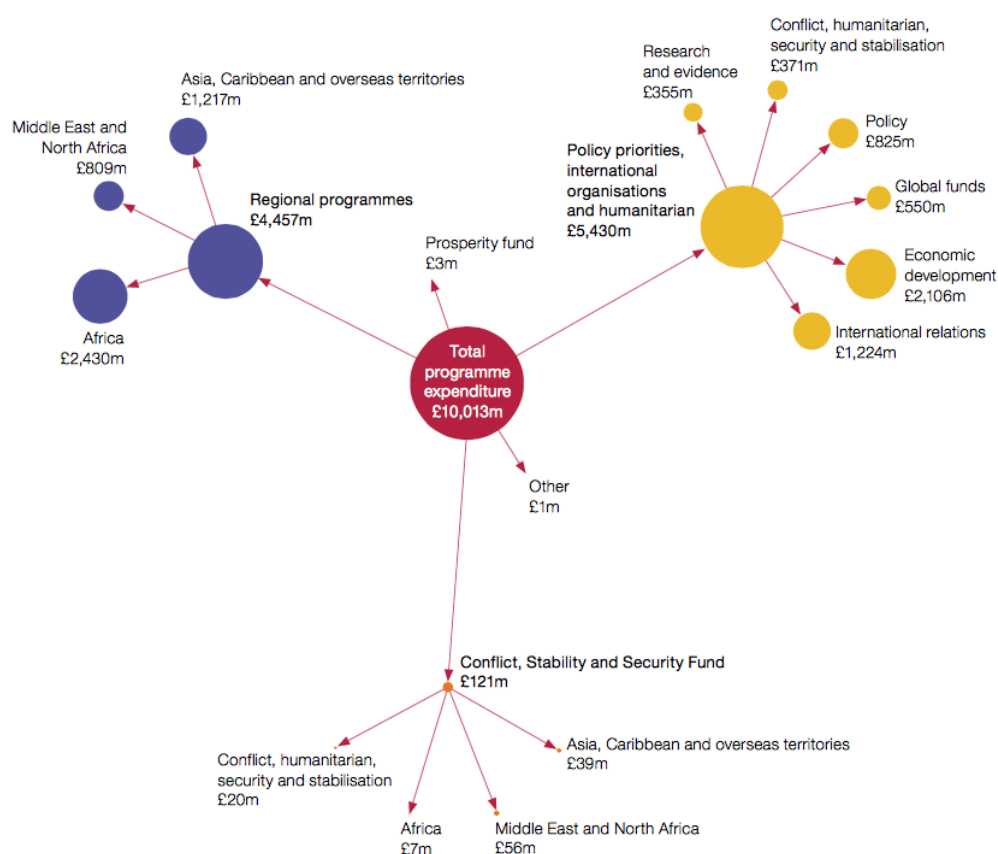 Conflict, humanitarian,
security and stabilisation
£371m
Research
and evidence
£355m
Asia, Caribbean and overseas territories
£1,217m
Middle East and
North Africa
£809m
Policy
£825m
Policy priorities,
international
organisations
and humanitarian
£5,430m
Global funds
£550m
Regional programmes
£4,457m
Prosperity fund
£3m
Economic
development
£2,106m
Africa
£2,430m
International relations
£1,224m
Total
programme
expenditure
£10,013m
Other
£1m
Conflict, Stability and Security Fund
£121m
Conflict, humanitarian,
security and stabilisation
£20m
Asia, Caribbean and overseas territories
£39m
Africa
£7m
Middle East and North Africa
£56m